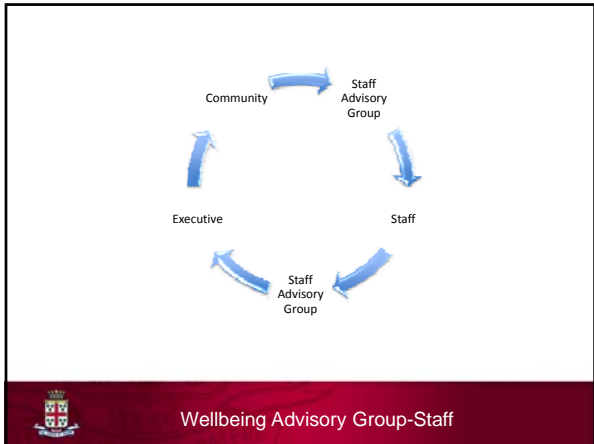 Community
Staff
Advisory
Group
Staff
Staff
Advisory
Group
Executive
Wellbeing Advisory Group-Staff